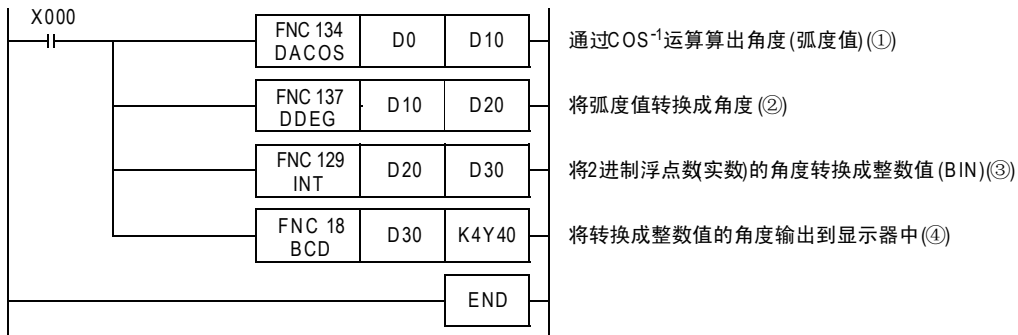 X000
FNC 134
DACOS
D0
D10
通过COS-1运算算出角度(弧度值)(①)
FNC 137
DDEG
D10
D20
将弧度值转换成角度(②)
FNC 129
INT
D20
D30
将2进制浮点数(实数)的角度转换成整数值(BIN)(③)
FNC 18
BCD
D30
K4Y40
将转换成整数值的角度输出到显示器中(④)
END